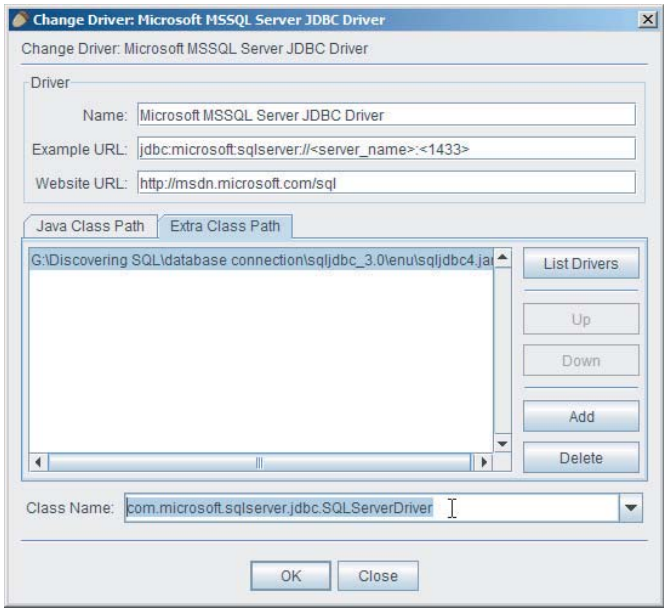 Change Driver: Microsoft MSSQL Server JDBC Driver
Change Driver: Microsoft MSSQL Server JDBC Driver
Driver
Name: Microsoft MSSQL Server JDBC Driver
Example URL: jdbc:microsoft:sqlserver://<server_name>:<1433>
Website URL: http://msdn.microsoft.com/sql
Java Class Path Extra Class Path
G:\Discovering SQL\database connection\sqljdbc_3.0\enu\sqljdbc4.jar
List Drivers
Up
Down
Add
Delete
Class Name: com.microsoft.sqlserver.jdbc.SQLServerDriver
OK Close